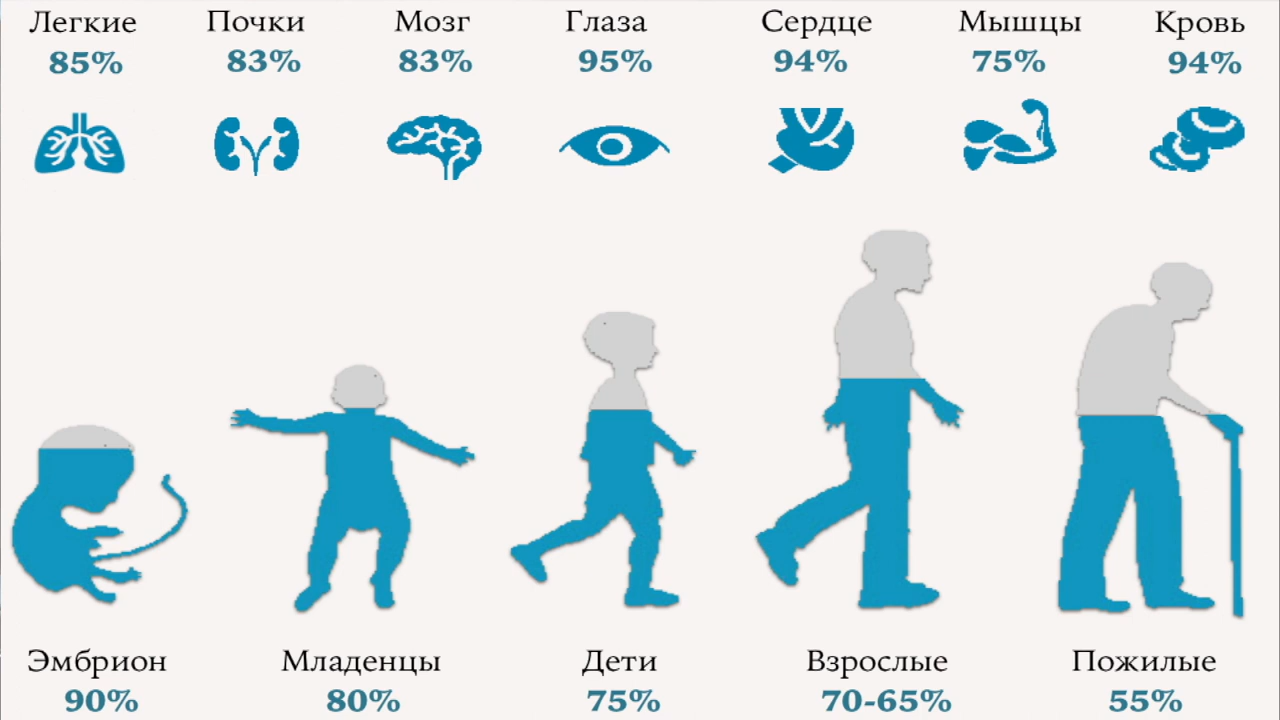 Легкие Почки Мозг Глаза Сердце Мышцы Кровь
85% 83% 83% 95% 94% 75% 94%
Эмбрион Младенцы Дети Взрослые Пожилые
90% 80% 75% 70-65% 55%